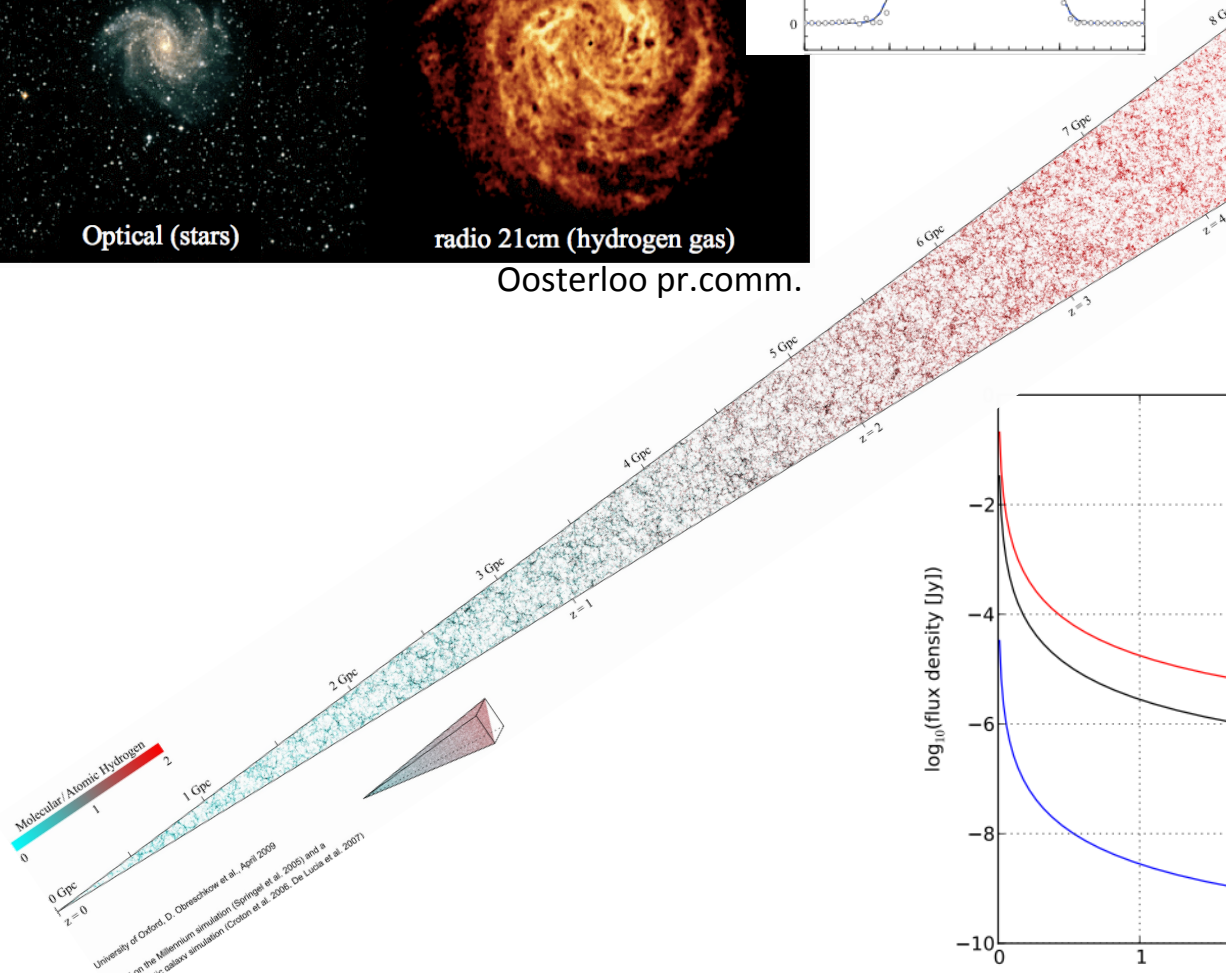 0
Optical (stars)
radio 21cm (hydrogen gas)
Oosterloo pr.comm.
8 G
7 Gpc
6 Gpc
5 Gpc
4 Gpc
3 Gpc
2 Gpc
1 Gpc
0 Gpc
z = 4
z = 3
z = 2
z = 1
z = 0
Molecular/Atomic Hydrogen
0
1
2
University of Oxford, D. Obreschkow et al., April 2009
on the Millennium simulation (Springel et al. 2005) and a
ic galaxy simulation (Croton et al. 2006, De Lucia et al. 2007)
log10(flux density [Jy])
−2
−4
−6
−8
−10
0
1